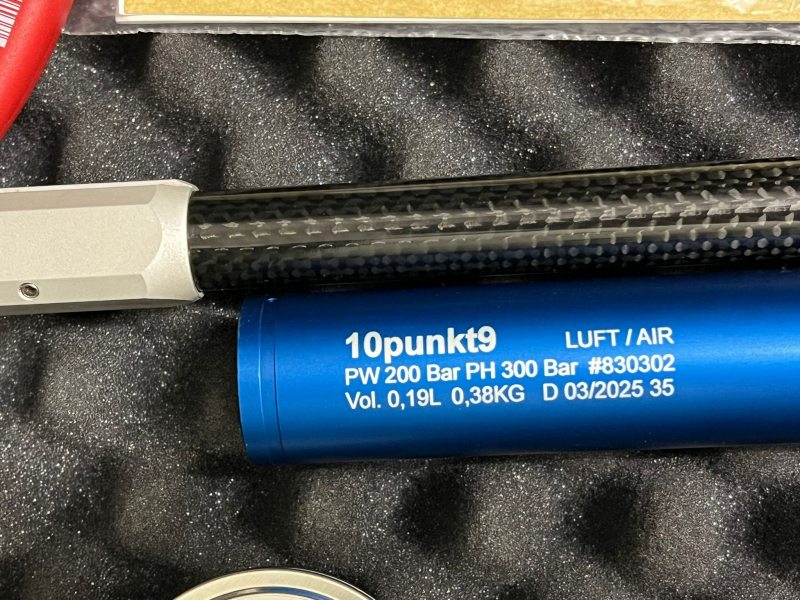 10punkt9 LUFT / AIR
PW 200 Bar PH 300 Bar #830302
Vol. 0,19L 0,38KG D 03/2025 35